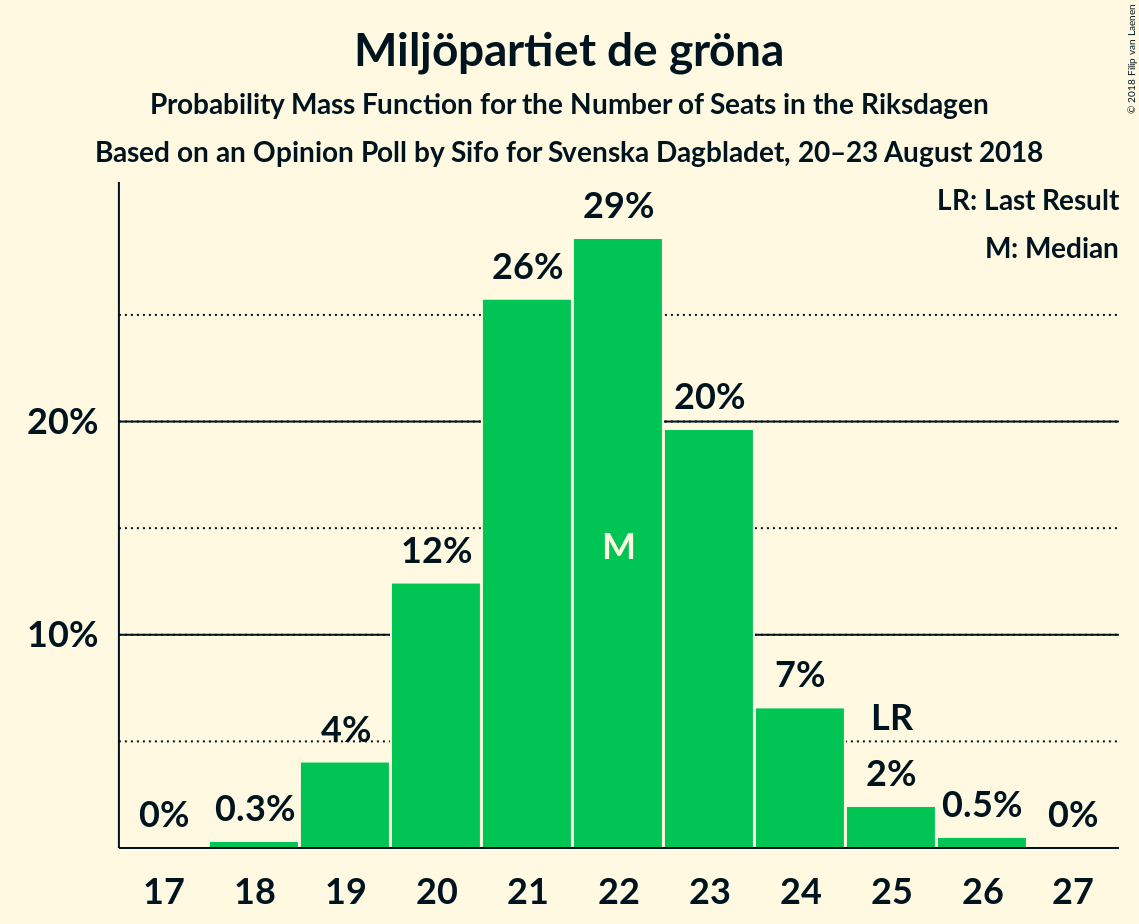 Miljöpartiet de gröna
Probability Mass Function for the Number of Seats in the Riksdagen
Based on an Opinion Poll by Sifo for Svenska Dagbladet, 20–23 August 2018
© 2018 Filip van Laenen
LR: Last Result
M: Median
29%
26%
20%
20%
12%
M
10%
7%
LR
4%
2%
0%
0.3%
0.5%
0%
17 18 19 20 21 22 23 24 25 26 27